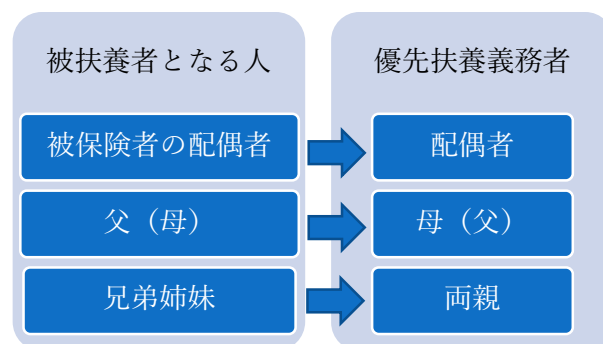 被扶養者となる人
優先扶養義務者
被保険者の配偶者
配偶者
父（母）
母（父）
兄弟姉妹
両親